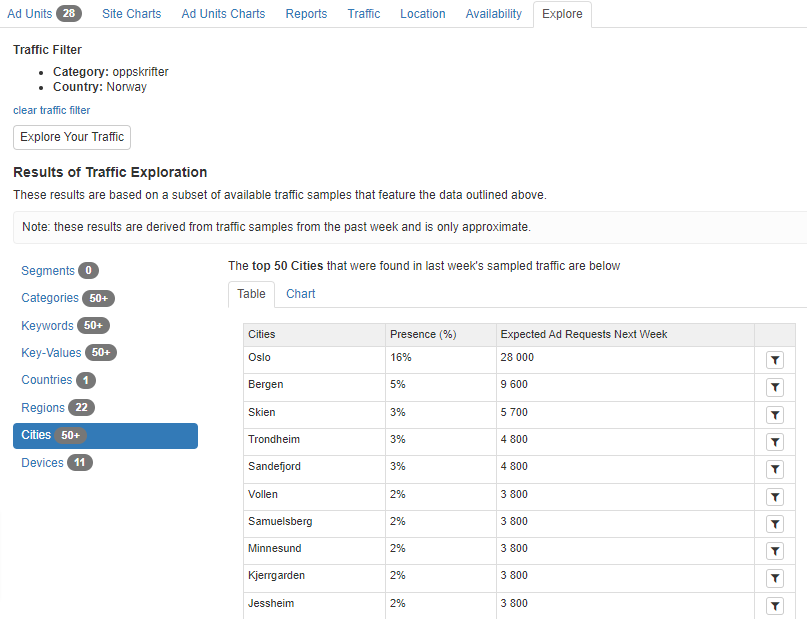 Ad Units 28 Site Charts Ad Units Charts Reports Traffic Location Availability Explore
Traffic Filter
Category: oppskrifter
Country: Norway
clear traffic filter
Explore Your Traffic
Results of Traffic Exploration
These results are based on a subset of available traffic samples that feature the data outlined above.
Note: these results are derived from traffic samples from the past week and is only approximate.
Segments 0
Categories 50+
Keywords 50+
Key-Values 50+
Countries 1
Regions 22
Cities 50+
Devices 11
The top 50 Cities that were found in last week's sampled traffic are below
Table Chart
Cities Presence (%) Expected Ad Requests Next Week
Oslo 16% 28 000
Bergen 5% 9 600
Skien 3% 5 700
Trondheim 3% 4 800
Sandefjord 3% 4 800
Vollen 2% 3 800
Samuelsberg 2% 3 800
Minnesund 2% 3 800
Kjerrgarden 2% 3 800
Jessheim 2% 3 800